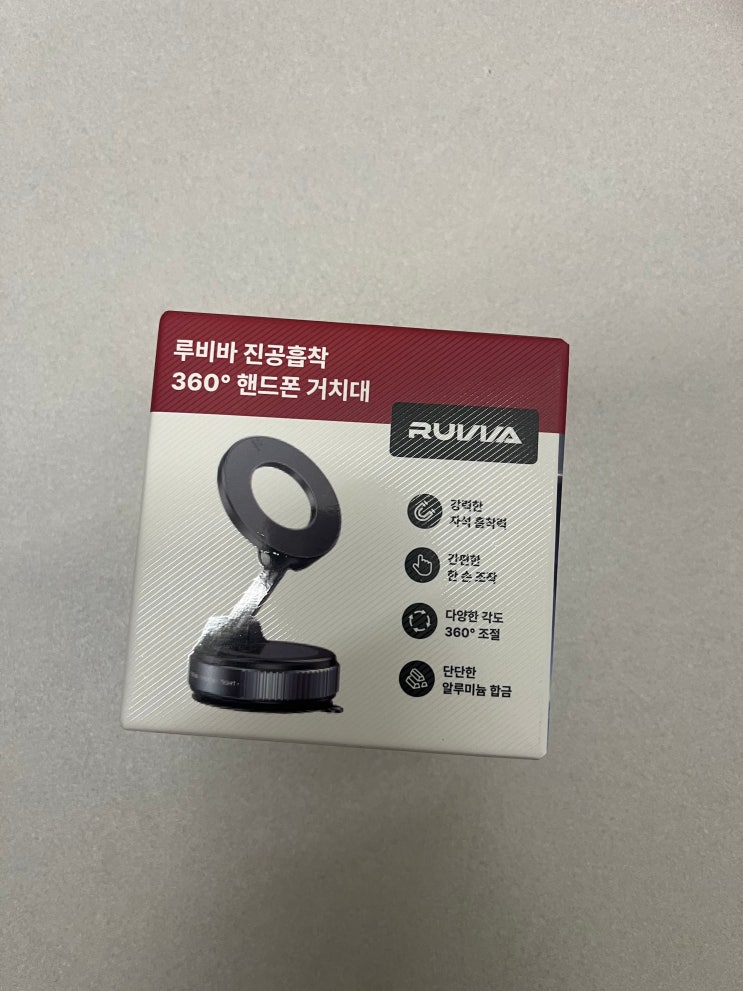 루비바 진공흡착
360° 핸드폰 거치대
RUVIVA
강력한
자석 흡착력
간편한
한 손 조작
다양한 각도
360° 조절
단단한
알루미늄 합금